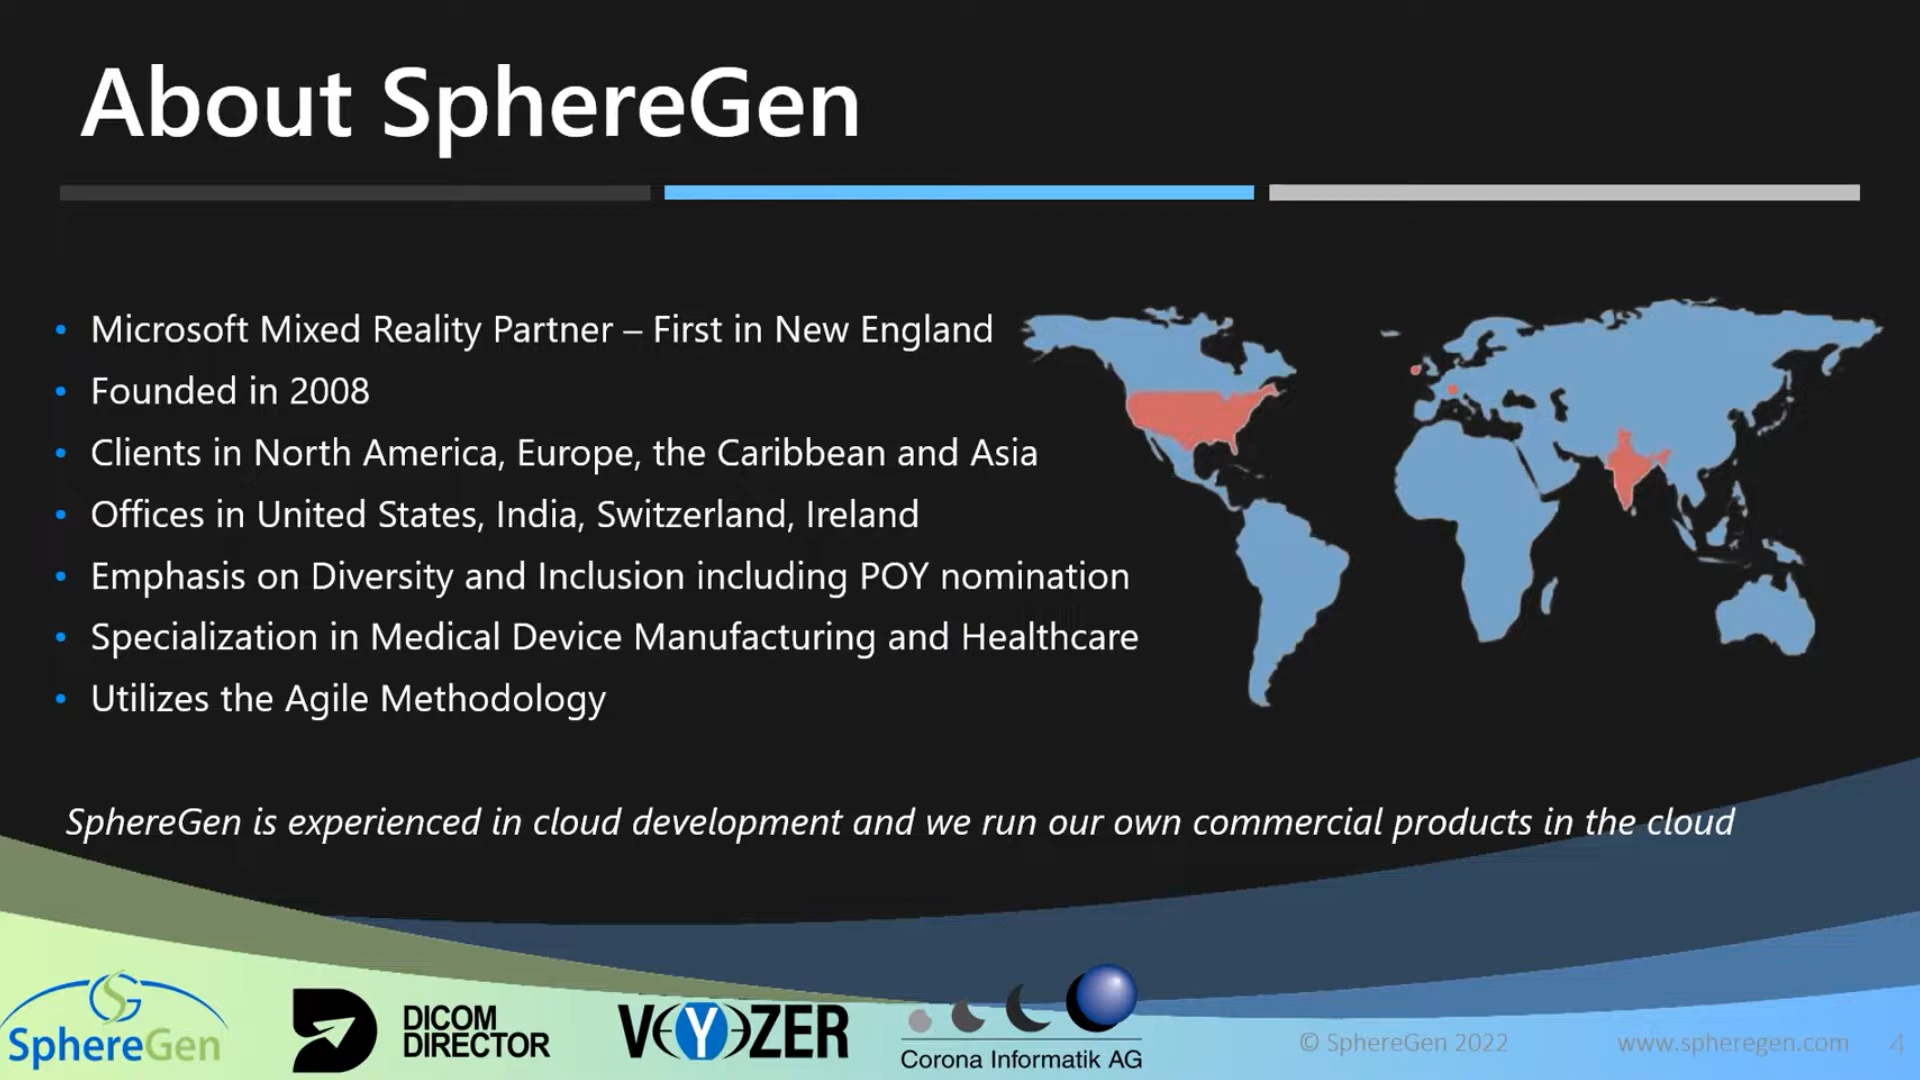 About SphereGen
• Microsoft Mixed Reality Partner – First in New England
• Founded in 2008
• Clients in North America, Europe, the Caribbean and Asia
• Offices in United States, India, Switzerland, Ireland
• Emphasis on Diversity and Inclusion including POY nomination
• Specialization in Medical Device Manufacturing and Healthcare
• Utilizes the Agile Methodology
SphereGen is experienced in cloud development and we run our own commercial products in the cloud
SG
SphereGen
DICOM
DIRECTOR
VEYEZER
Corona Informatik AG
© SphereGen 2022
www.spheregen.com
4